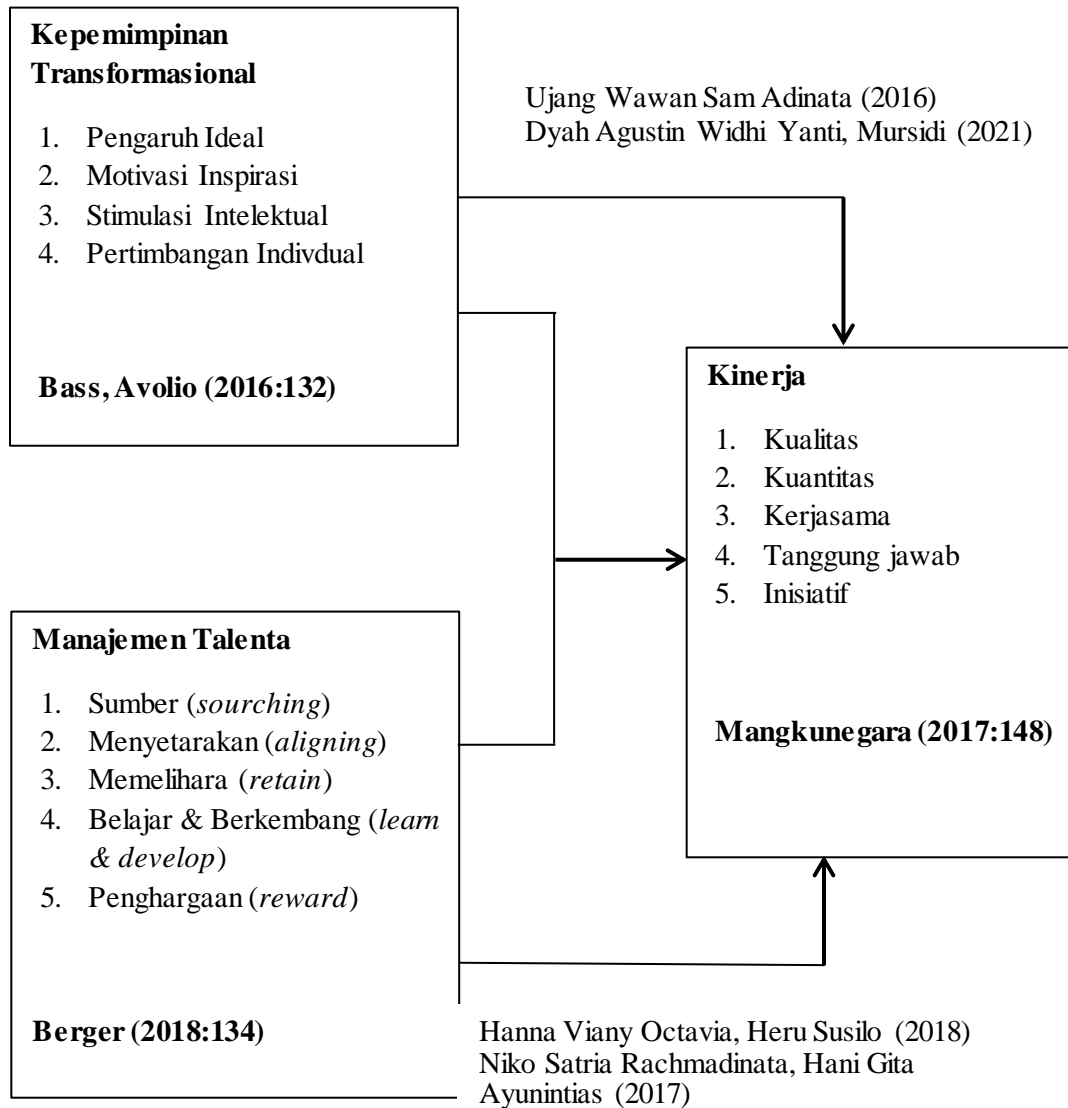 Kepemimpinan
Transformasional
1. Pengaruh Ideal
2. Motivasi Inspirasi
3. Stimulasi Intelektual
4. Pertimbangan Indivdual
Bass, Avolio (2016:132)
Ujang Wawan Sam Adinata (2016)
Dyah Agustin Widhi Yanti, Mursidi (2021)
Kinerja
1. Kualitas
2. Kuantitas
3. Kerjasama
4. Tanggung jawab
5. Inisiatif
Mangkunegara (2017:148)
Manajemen Talenta
1. Sumber (sourching)
2. Menyetarakan (aligning)
3. Memelihara (retain)
4. Belajar & Berkembang (learn
& develop)
5. Penghargaan (reward)
Berger (2018:134)
Hanna Viany Octavia, Heru Susilo (2018)
Niko Satria Rachmadinata, Hani Gita
Ayunintias (2017)